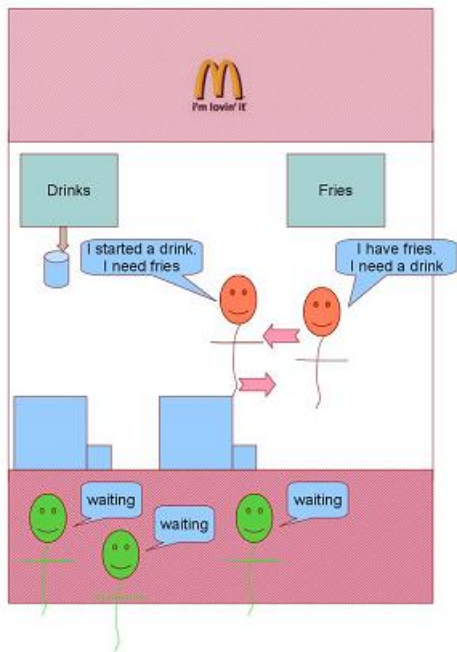 i'm lovin' it
Drinks
Fries
I started a drink.
I need fries
I have fries.
I need a drink
waiting
waiting
waiting